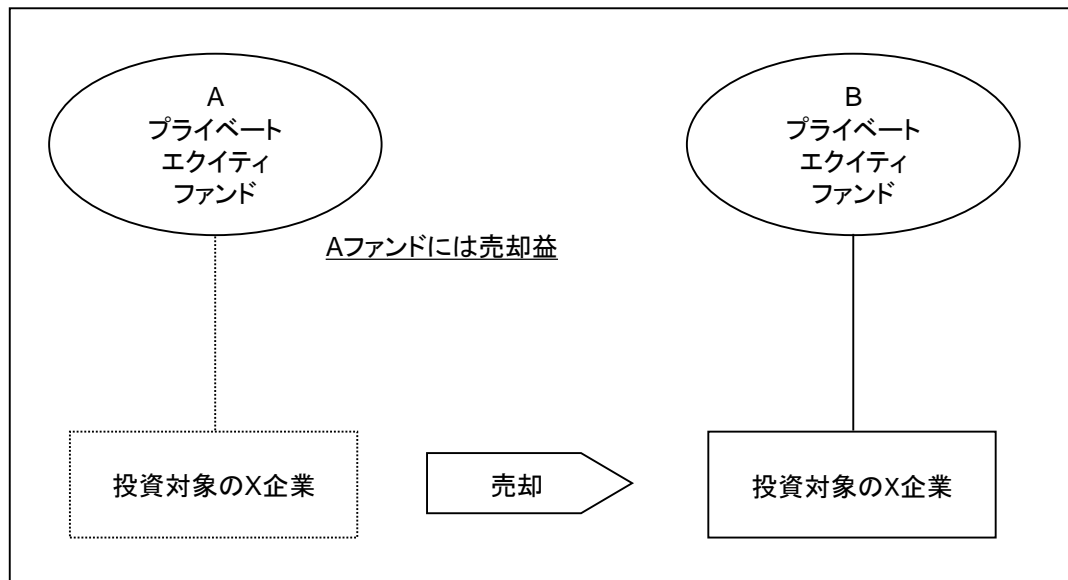 A
プライベート
エクイティ
ファンド
B
プライベート
エクイティ
ファンド
Aファンドには売却益
投資対象のX企業
売却
投資対象のX企業